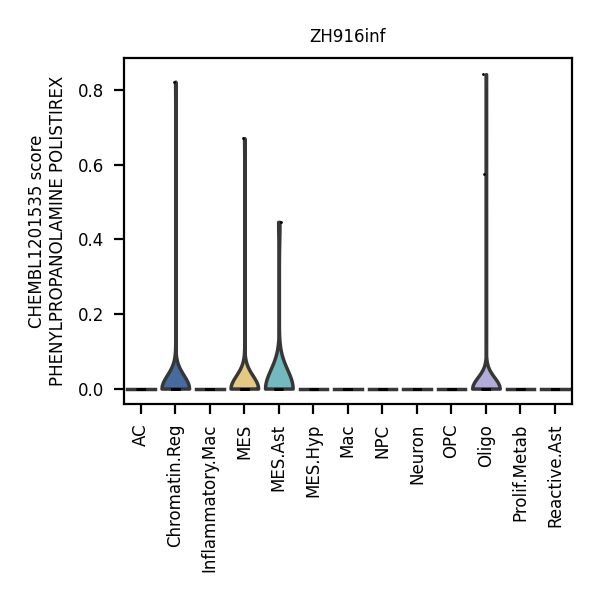 ZH916inf
CHEMBL1201535 score
PHENYLPROPANOLAMINE POLISTIREX
0.8
0.6
0.4
0.2
0.0
AC
Chromatin.Reg
Inflammatory.Mac
MES
MES.Ast
MES.Hyp
Mac
NPC
Neuron
OPC
Oligo
Prolif.Metab
Reactive.Ast